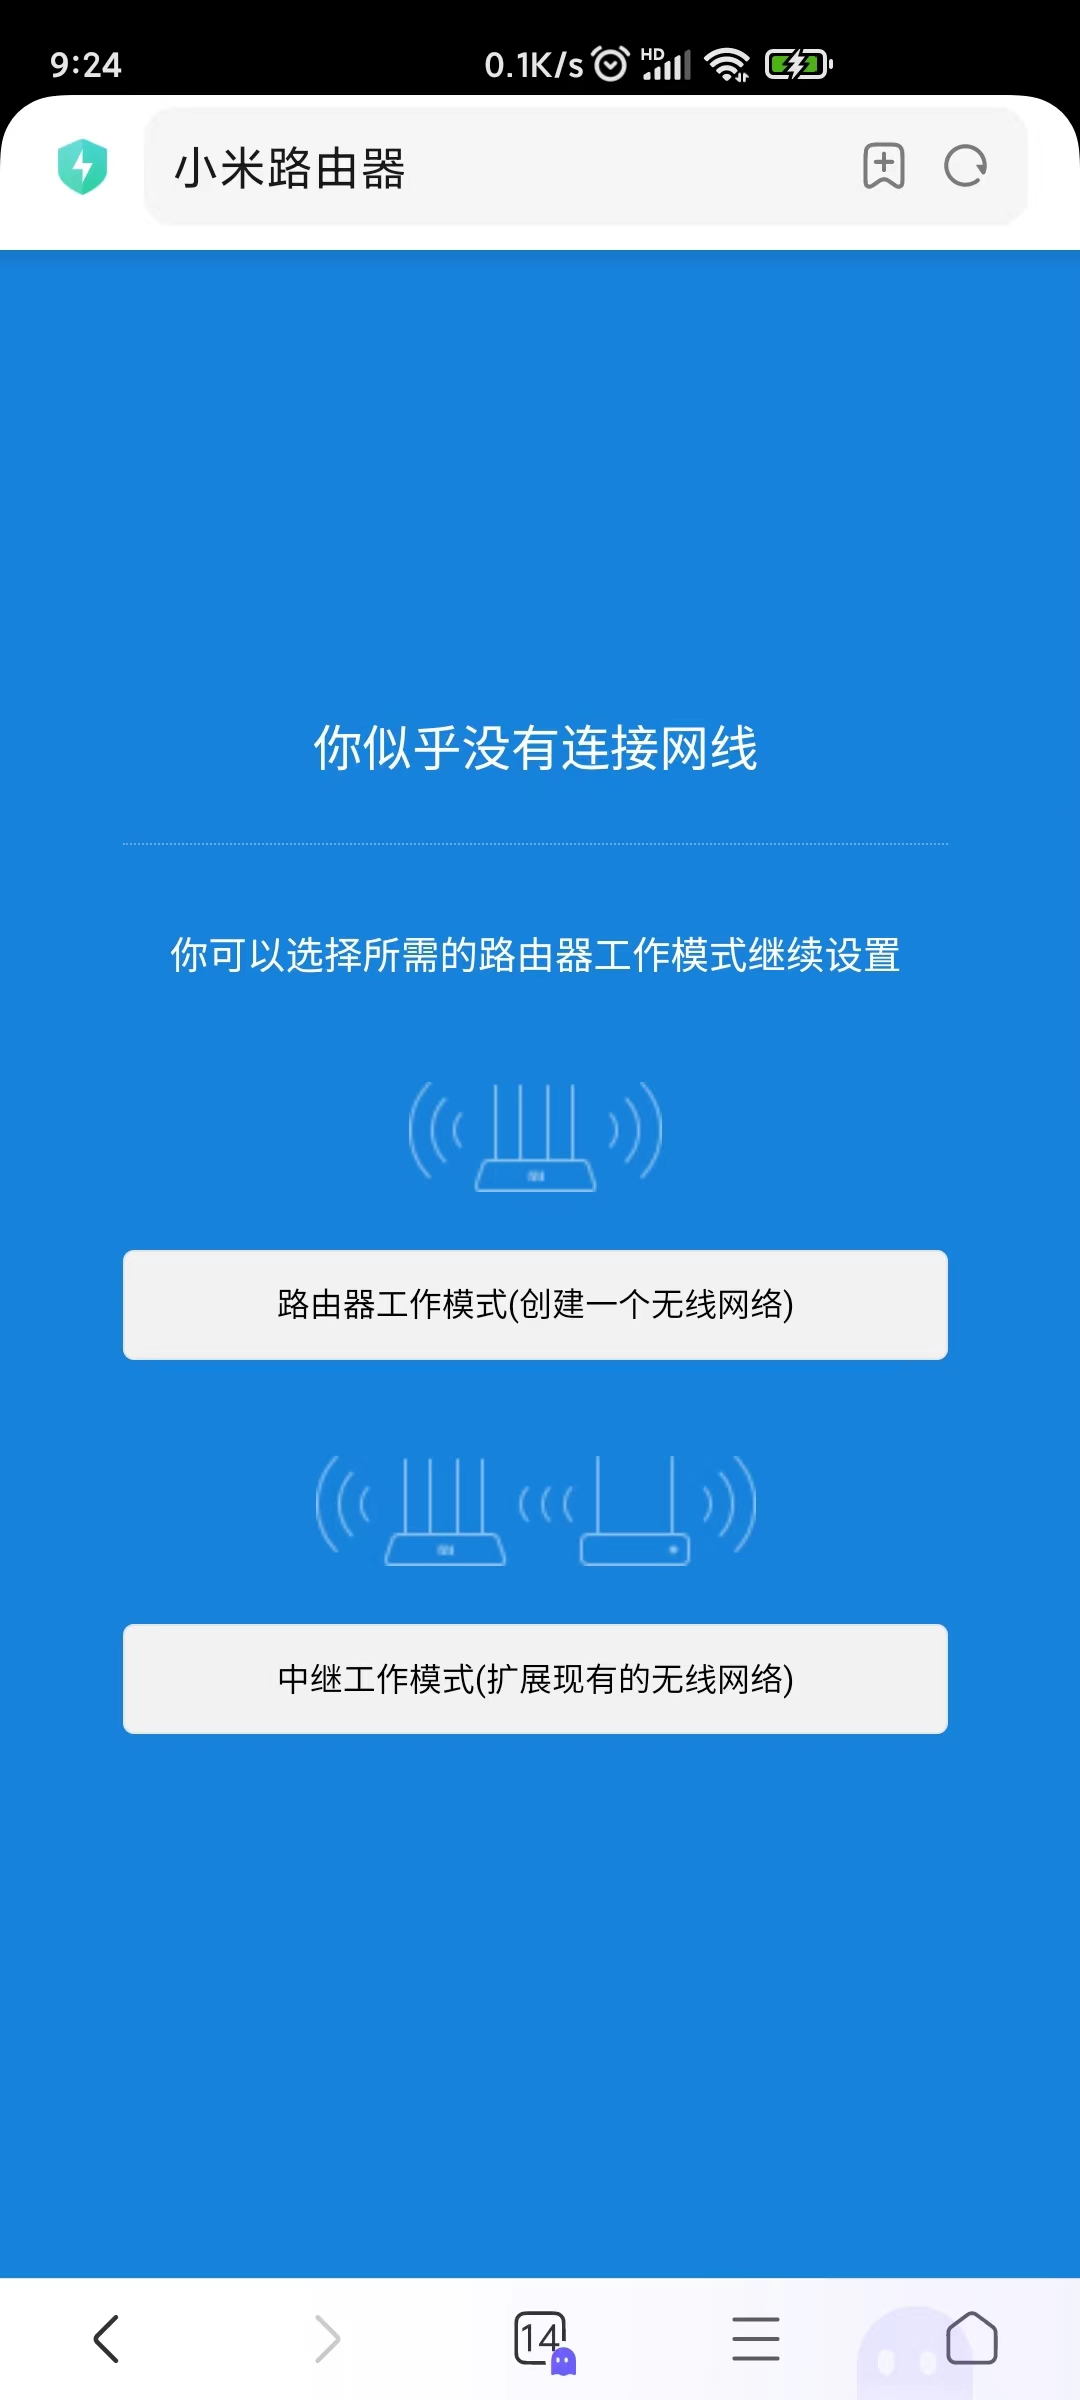 9:24
0.1K/s
HD
小米路由器
你似乎没有连接网线
你可以选择所需的路由器工作模式继续设置
路由器工作模式(创建一个无线网络)
中继工作模式(扩展现有的无线网络)
14